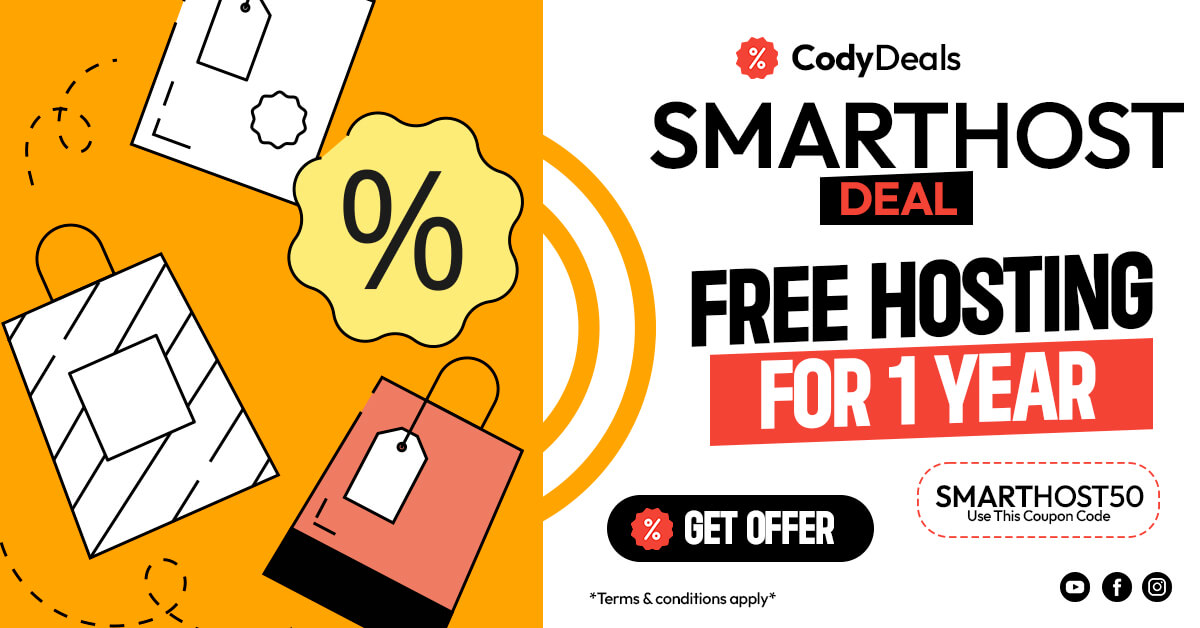 %
CodyDeals
SMARTHOST
DEAL
FREE HOSTING
FOR 1 YEAR
SMARTHOST50
Use This Coupon Code
% GET OFFER
*Terms & conditions apply*